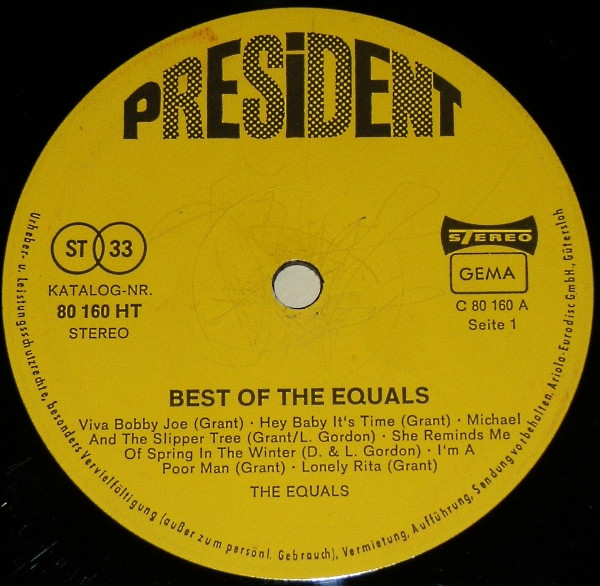 PRESiDENT
ST 33
KATALOG-NR.
80 160 HT
STEREO
STEREO
GEMA
C 80 160 A
Seite 1
BEST OF THE EQUALS
Viva Bobby Joe (Grant) · Hey Baby It's Time (Grant) · Michael
And The Slipper Tree (Grant/L. Gordon) · She Reminds Me
Of Spring In The Winter (D. & L. Gordon) · I'm A
Poor Man (Grant) · Lonely Rita (Grant)
THE EQUALS
Urheber- u. leistungsschutzrechte, besonders Vervielfältigung (außer zum persönl. Gebrauch), Vermietung, Aufführung, Sendung vorbehalten. Ariola-Eurodisc GmbH., Gütersloh